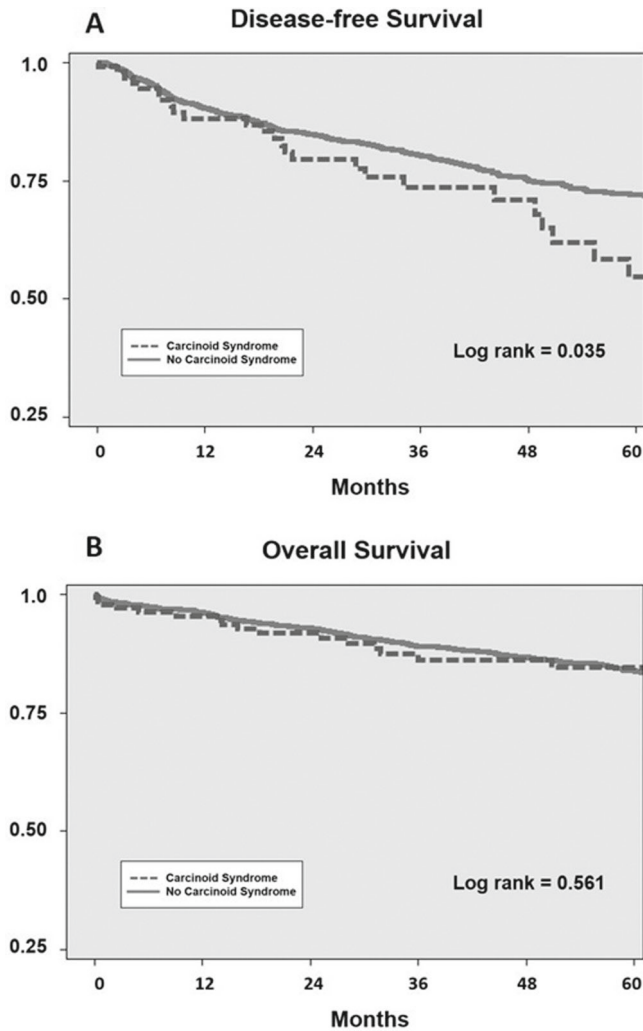 A
Disease-free Survival
1.0
0.75
0.50
0.25
Carcinoid Syndrome
No Carcinoid Syndrome
Log rank = 0.035
0 12 24 36 48 60
Months
B
Overall Survival
1.0
0.75
0.50
0.25
Carcinoid Syndrome
No Carcinoid Syndrome
Log rank = 0.561
0 12 24 36 48 60
Months